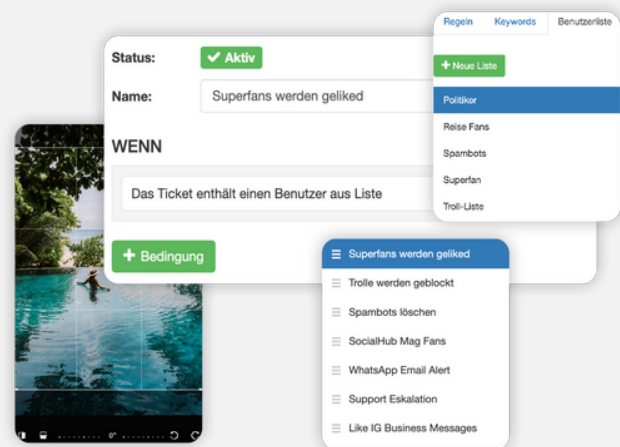 Regeln Keywords Benutzerliste
+ Neue Liste
Politiker
Reise Fans
Spambots
Superfan
Troll-Liste
Status: Aktiv
Name: Superfans werden geliked
WENN
Das Ticket enthält einen Benutzer aus Liste
+ Bedingung
Superfans werden geliked
Trolle werden geblockt
Spambots löschen
SocialHub Mag Fans
WhatsApp Email Alert
Support Eskalation
Like IG Business Messages
0°